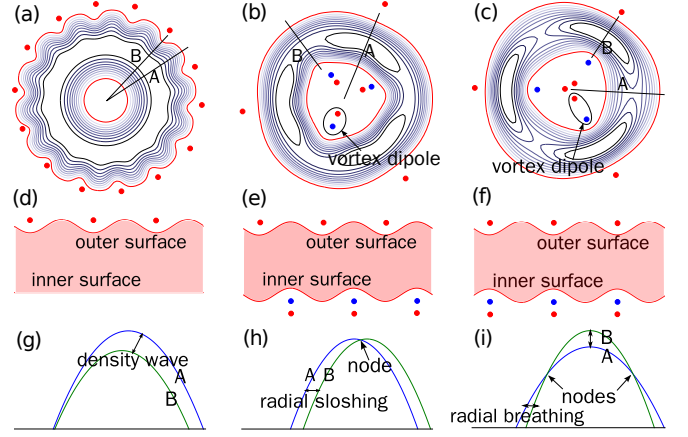 (a)
(b)
(c)
B
A
B
A
B
A
vortex dipole
vortex dipole
(d)
(e)
(f)
outer surface
outer surface
outer surface
inner surface
inner surface
inner surface
(g)
(h)
(i)
density wave
A
B
A B
node
radial sloshing
B
A
nodes
radial breathing